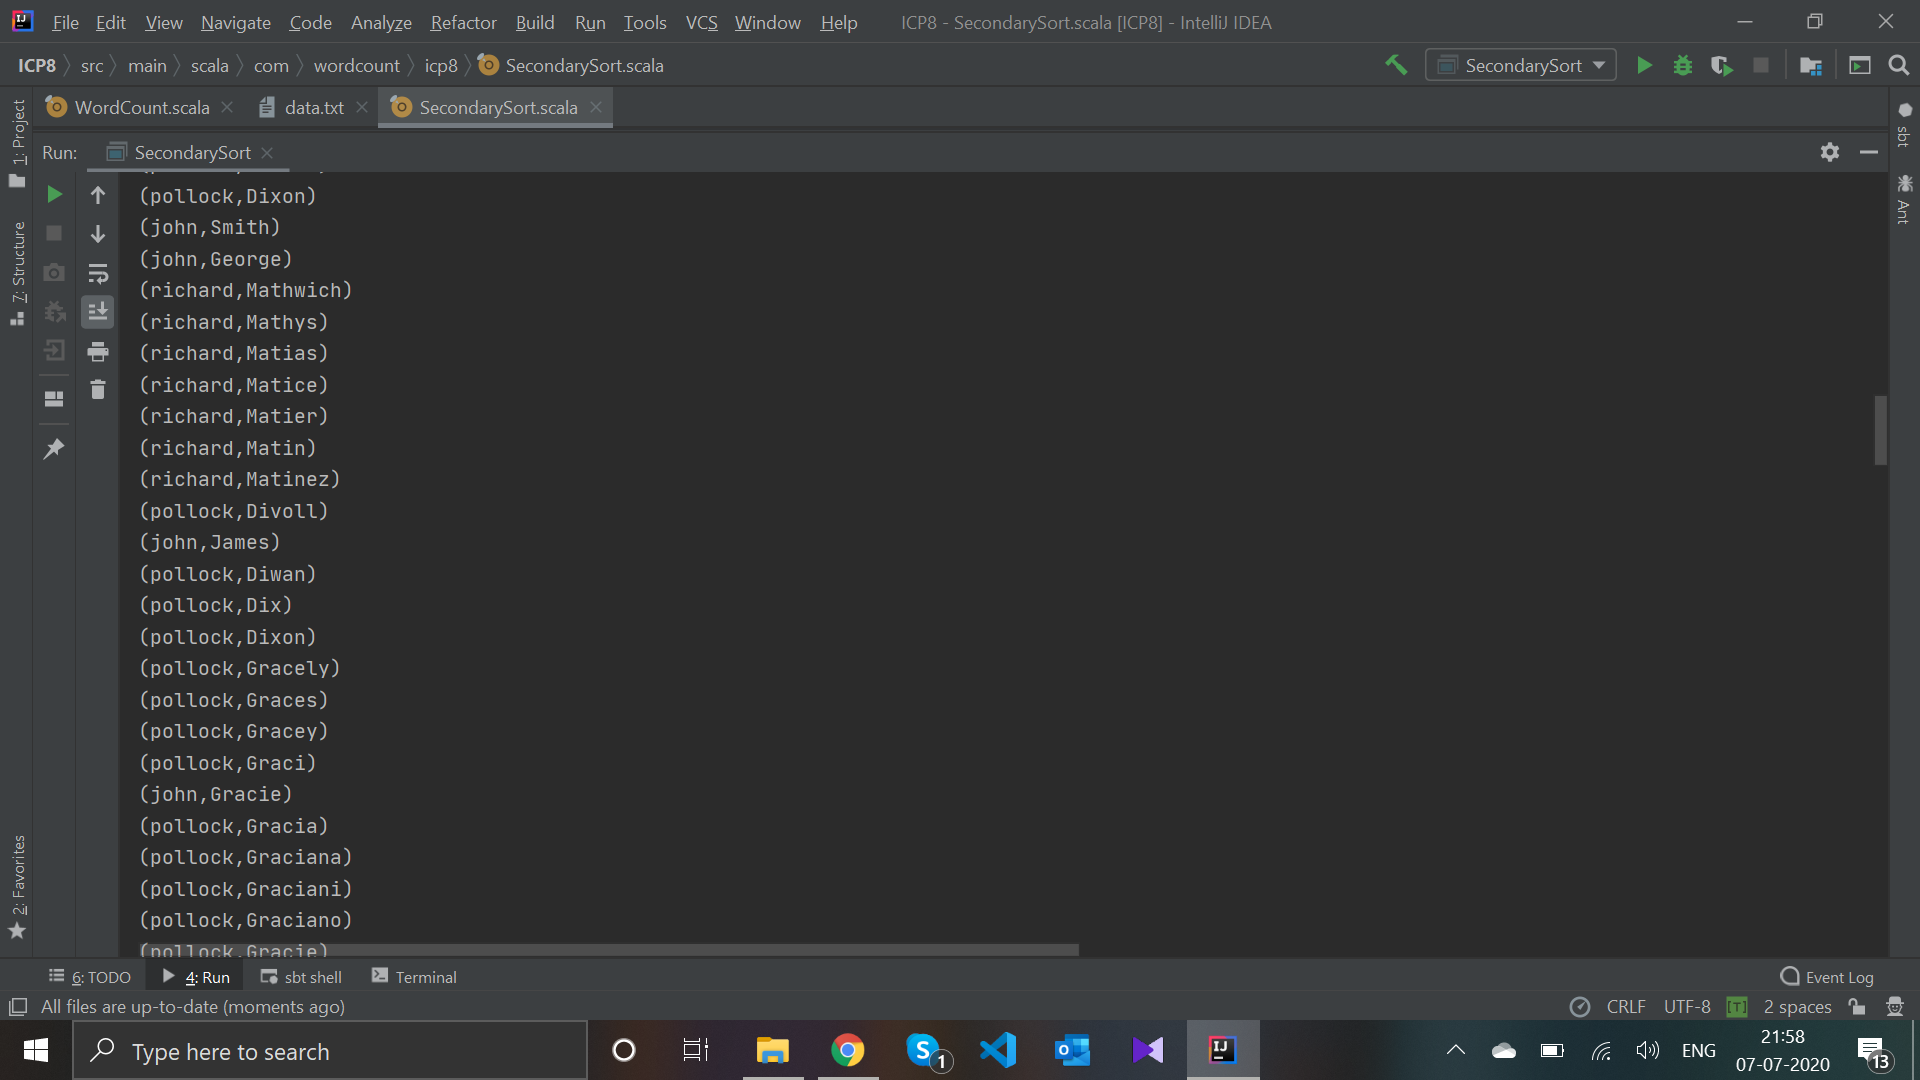 File Edit View Navigate Code Analyze Refactor Build Run Tools VCS Window Help ICP8 - SecondarySort.scala [ICP8] - IntelliJ IDEA
ICP8 src main scala com wordcount icp8 SecondarySort.scala SecondarySort
WordCount.scala data.txt SecondarySort.scala
Run: SecondarySort
1: Project
7: Structure
2: Favorites
sbt
Ant
(pollock,Dixon)
(john,Smith)
(john,George)
(richard,Mathwich)
(richard,Mathys)
(richard,Matias)
(richard,Matice)
(richard,Matier)
(richard,Matin)
(richard,Matinez)
(pollock,Divoll)
(john,James)
(pollock,Diwan)
(pollock,Dix)
(pollock,Dixon)
(pollock,Gracely)
(pollock,Graces)
(pollock,Gracey)
(pollock,Graci)
(john,Gracie)
(pollock,Gracia)
(pollock,Graciana)
(pollock,Graciani)
(pollock,Graciano)
(pollock,Gracie)
6: TODO 4: Run sbt shell Terminal Event Log
All files are up-to-date (moments ago) CRLF UTF-8 [T] 2 spaces
Type here to search 1 ENG 21:58
07-07-2020 13